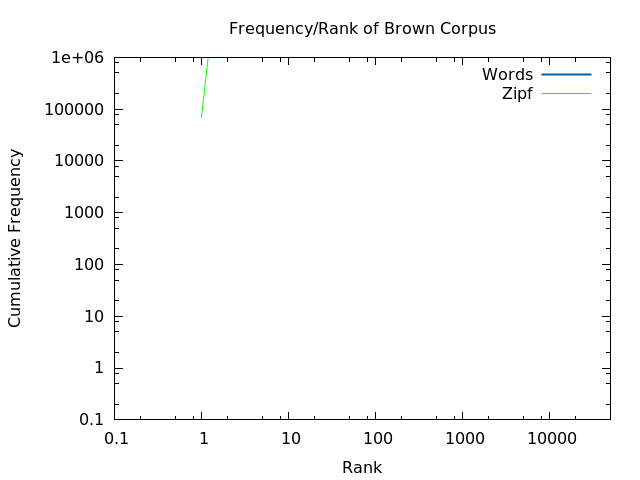 Frequency/Rank of Brown Corpus
1e+06
100000
10000
1000
100
10
1
0.1
Cumulative Frequency
Words
Zipf
0.1 1 10 100 1000 10000
Rank